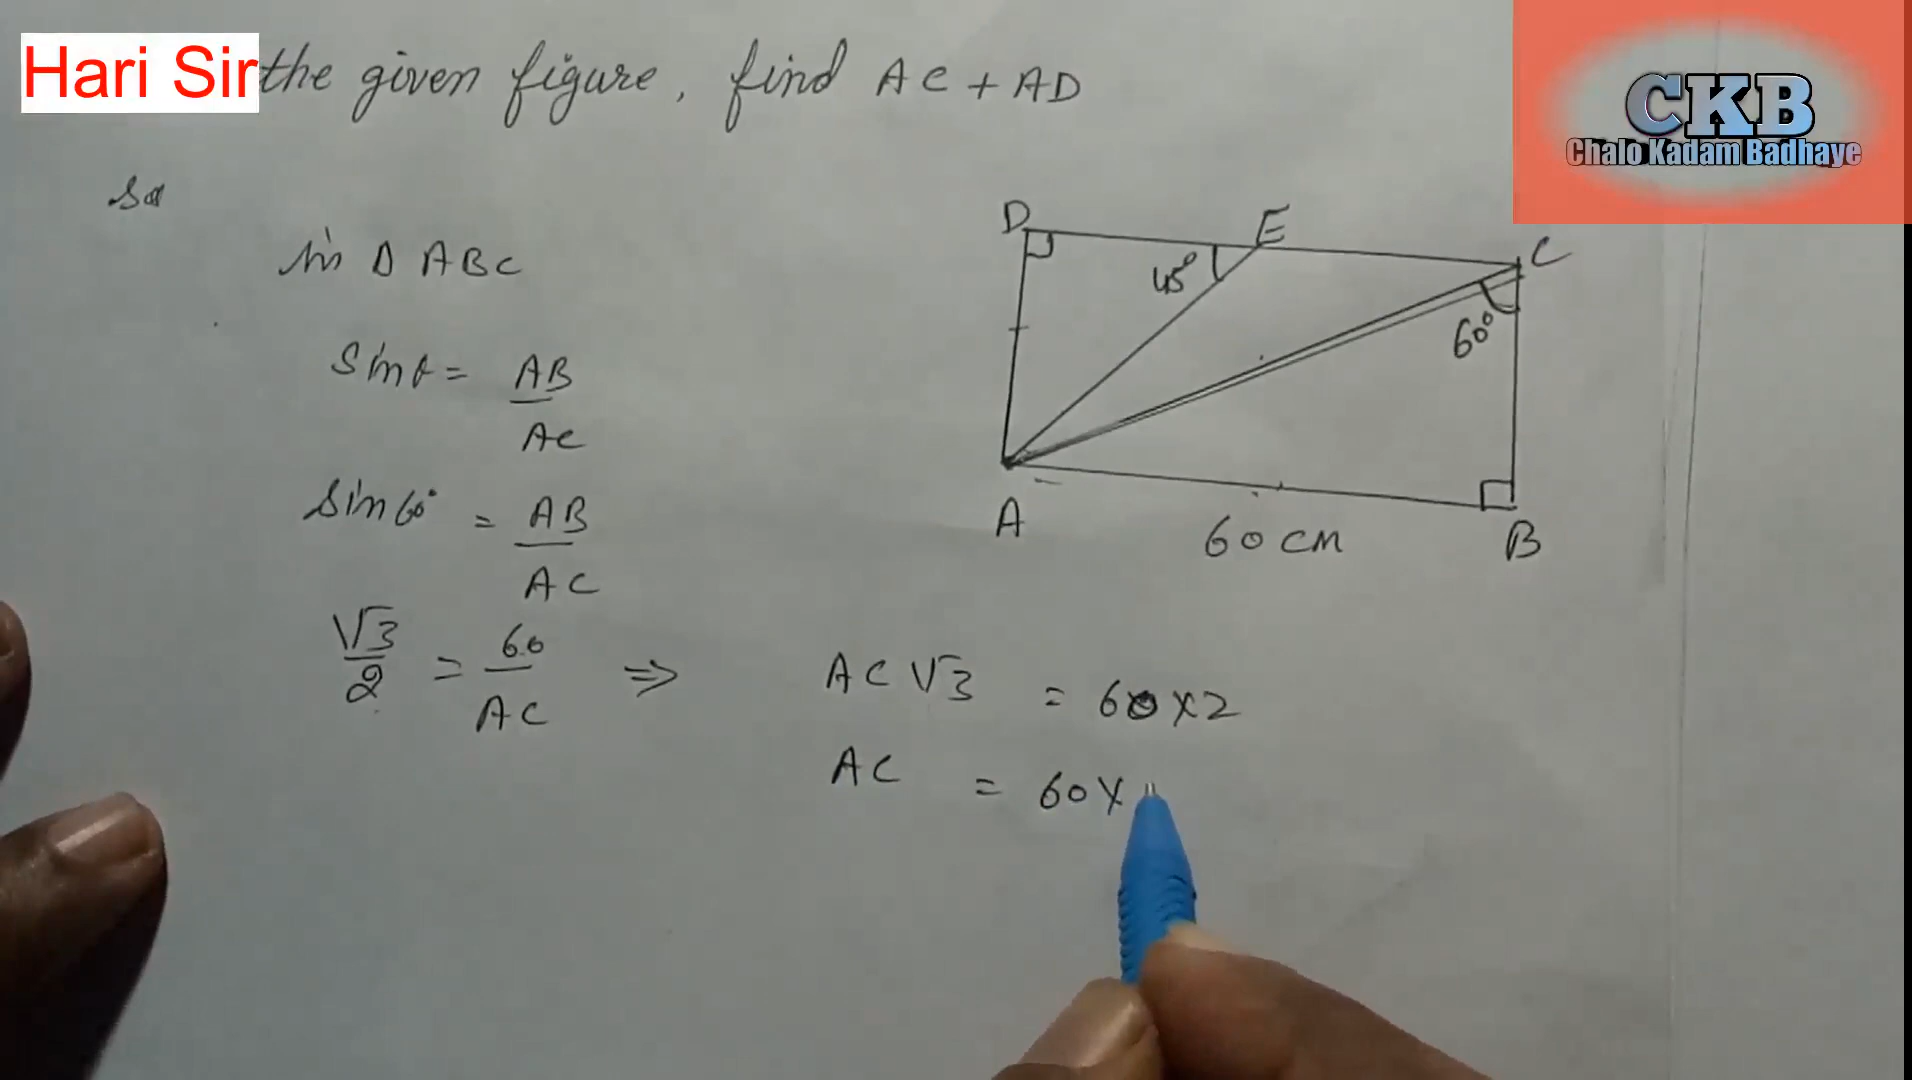 Hari Sir the given figure, find AC + AD
CKB
Chalo Kadam Badhaye
in Δ ABC
Sin θ = AB / AC
Sin 60° = AB / AC
√3 / 2 = 60 / AC ⇒ AC √3 = 60 × 2
AC = 60 ×
D E C
45°
60°
A 60 cm B